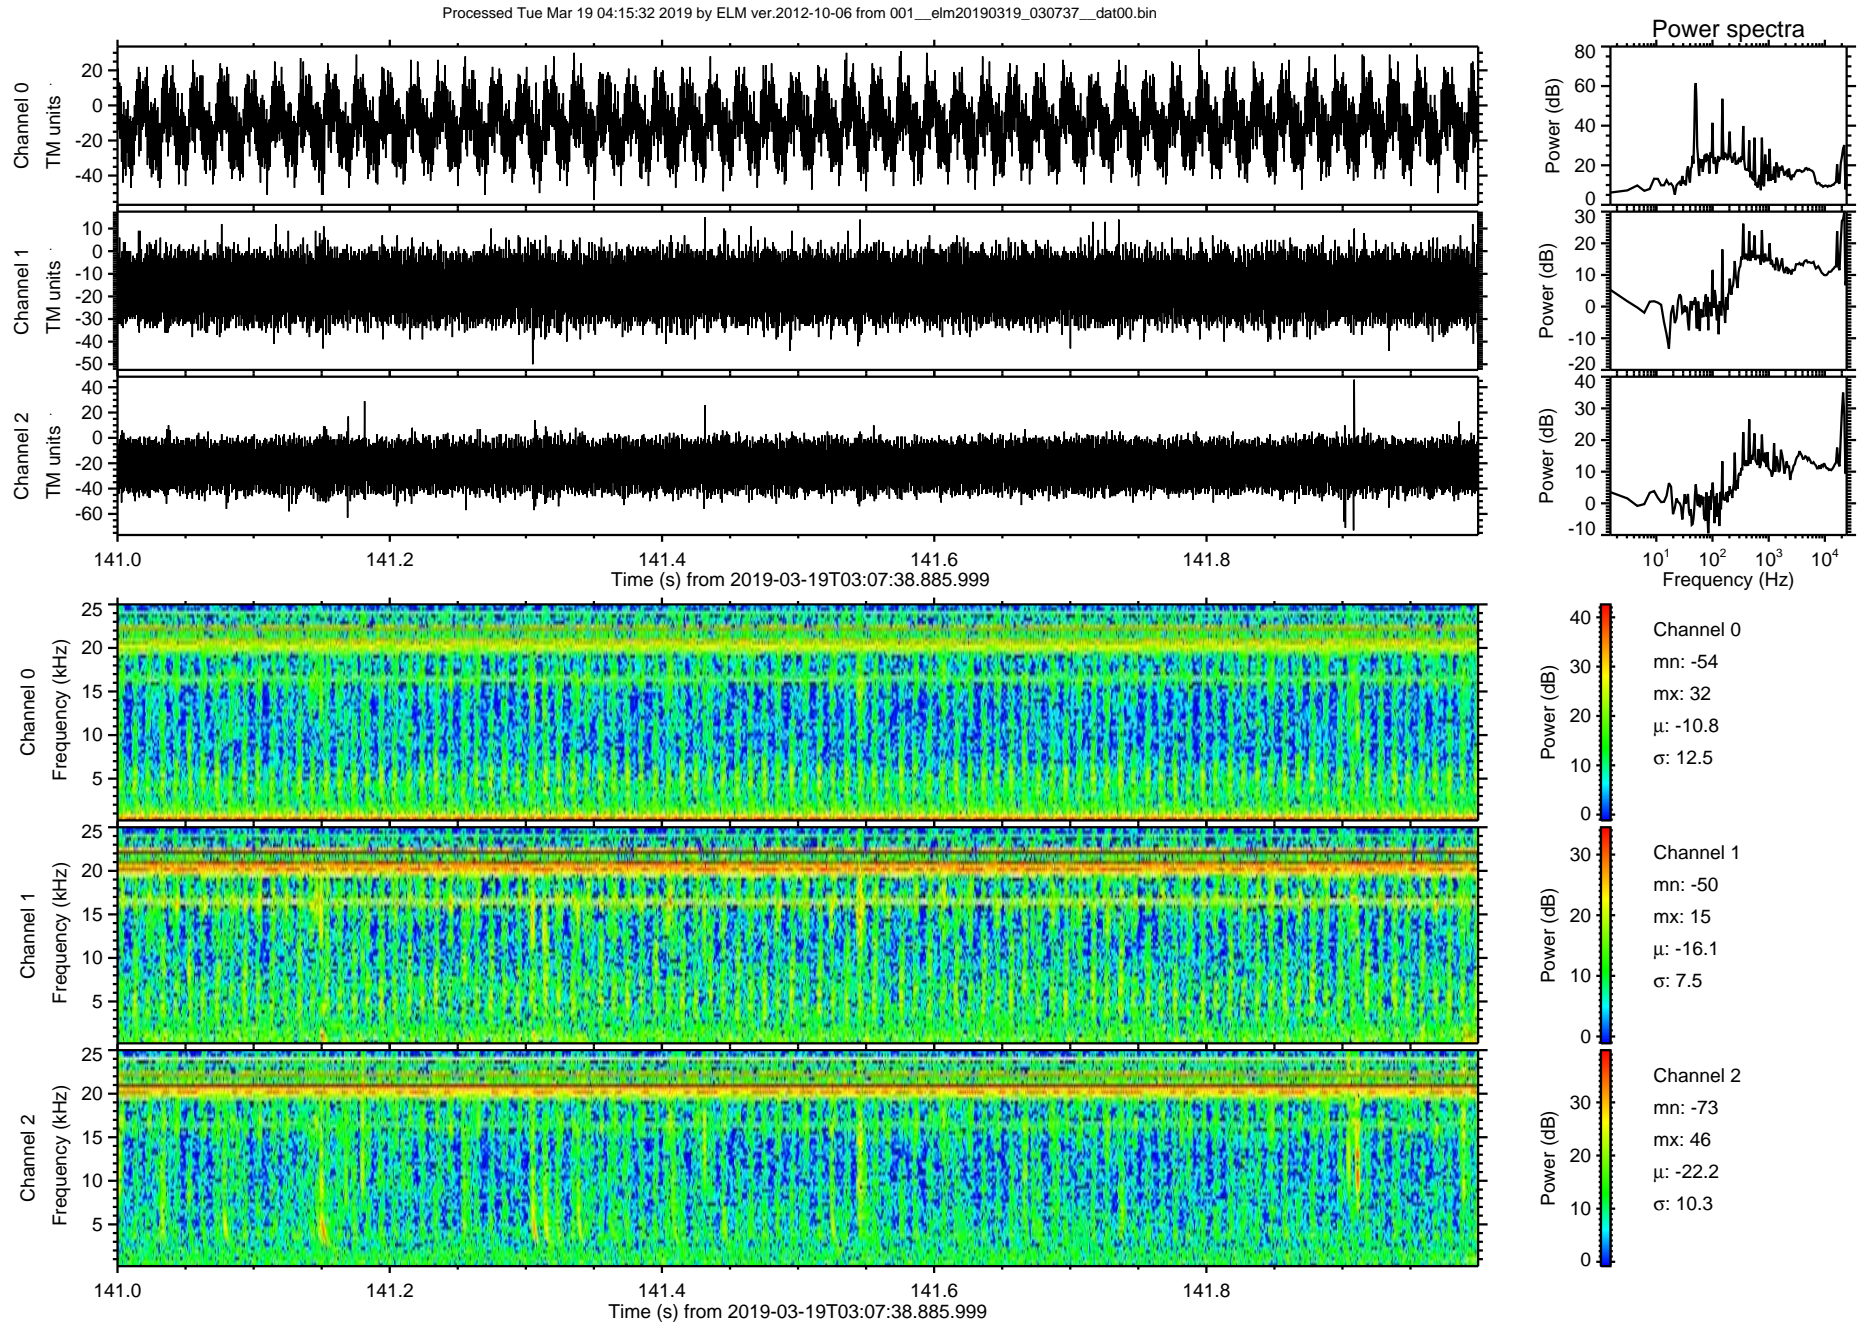 Processed Tue Mar 19 04:15:32 2019 by ELM ver.2012-10-06 from 001__elm20190319_030737__dat00.bin
Power spectra
Channel 0
TM units
20
0
-20
-40
Power (dB)
80
60
40
20
0
Channel 1
TM units
10
0
-10
-20
-30
-40
-50
Power (dB)
30
20
10
0
-10
-20
Channel 2
TM units
40
20
0
-20
-40
-60
Power (dB)
40
30
20
10
0
-10
141.0 141.2 141.4 141.6 141.8
Time (s) from 2019-03-19T03:07:38.885.999
10¹ 10² 10³ 10⁴
Frequency (Hz)
Channel 0
Frequency (kHz)
25
20
15
10
5
Power (dB)
40
30
20
10
0
Channel 0
mn: -54
mx: 32
μ: -10.8
σ: 12.5
Channel 1
Frequency (kHz)
25
20
15
10
5
Power (dB)
30
20
10
0
Channel 1
mn: -50
mx: 15
μ: -16.1
σ: 7.5
Channel 2
Frequency (kHz)
25
20
15
10
5
Power (dB)
30
20
10
0
Channel 2
mn: -73
mx: 46
μ: -22.2
σ: 10.3
141.0 141.2 141.4 141.6 141.8
Time (s) from 2019-03-19T03:07:38.885.999